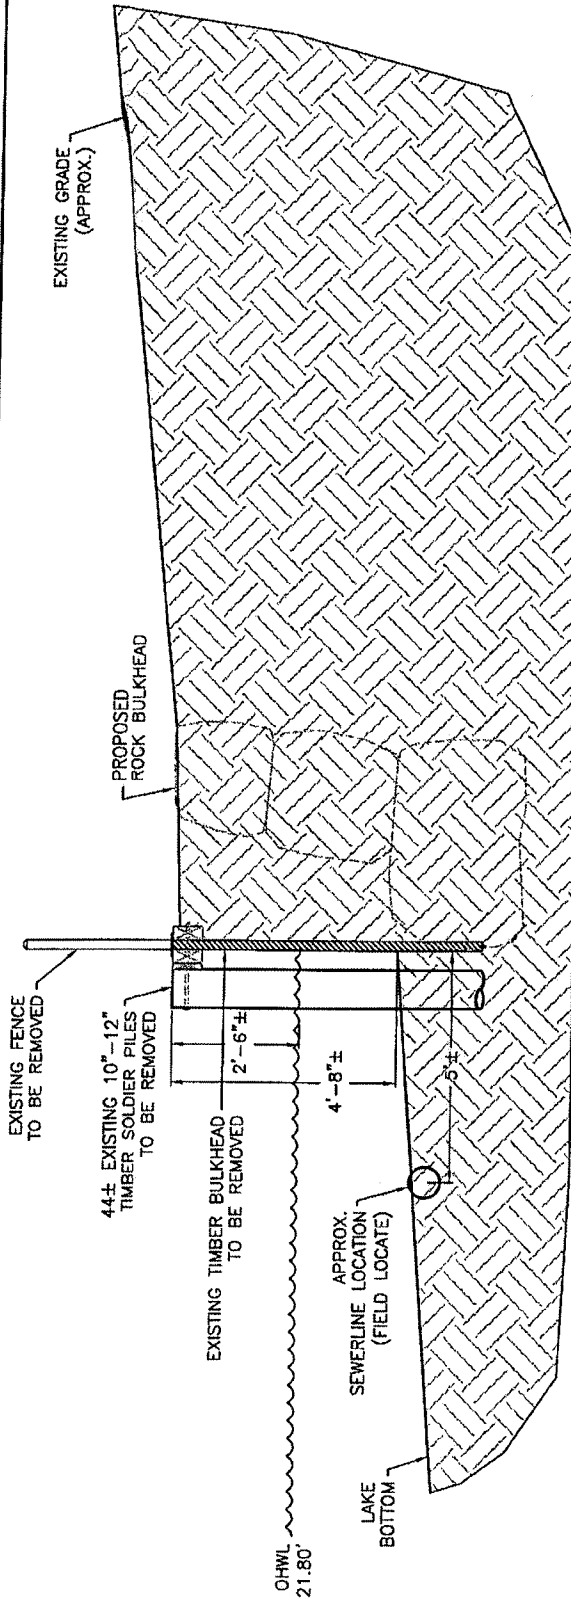 EXISTING FENCE
TO BE REMOVED
44± EXISTING 10"-12"
TIMBER SOLDIER PILES
TO BE REMOVED
EXISTING TIMBER BULKHEAD
TO BE REMOVED
PROPOSED
ROCK BULKHEAD
EXISTING GRADE
(APPROX.)
OHWL
21.80'
2'-6"±
4'-8"±
5'±
APPROX.
SEWERLINE LOCATION
(FIELD LOCATE)
LAKE
BOTTOM